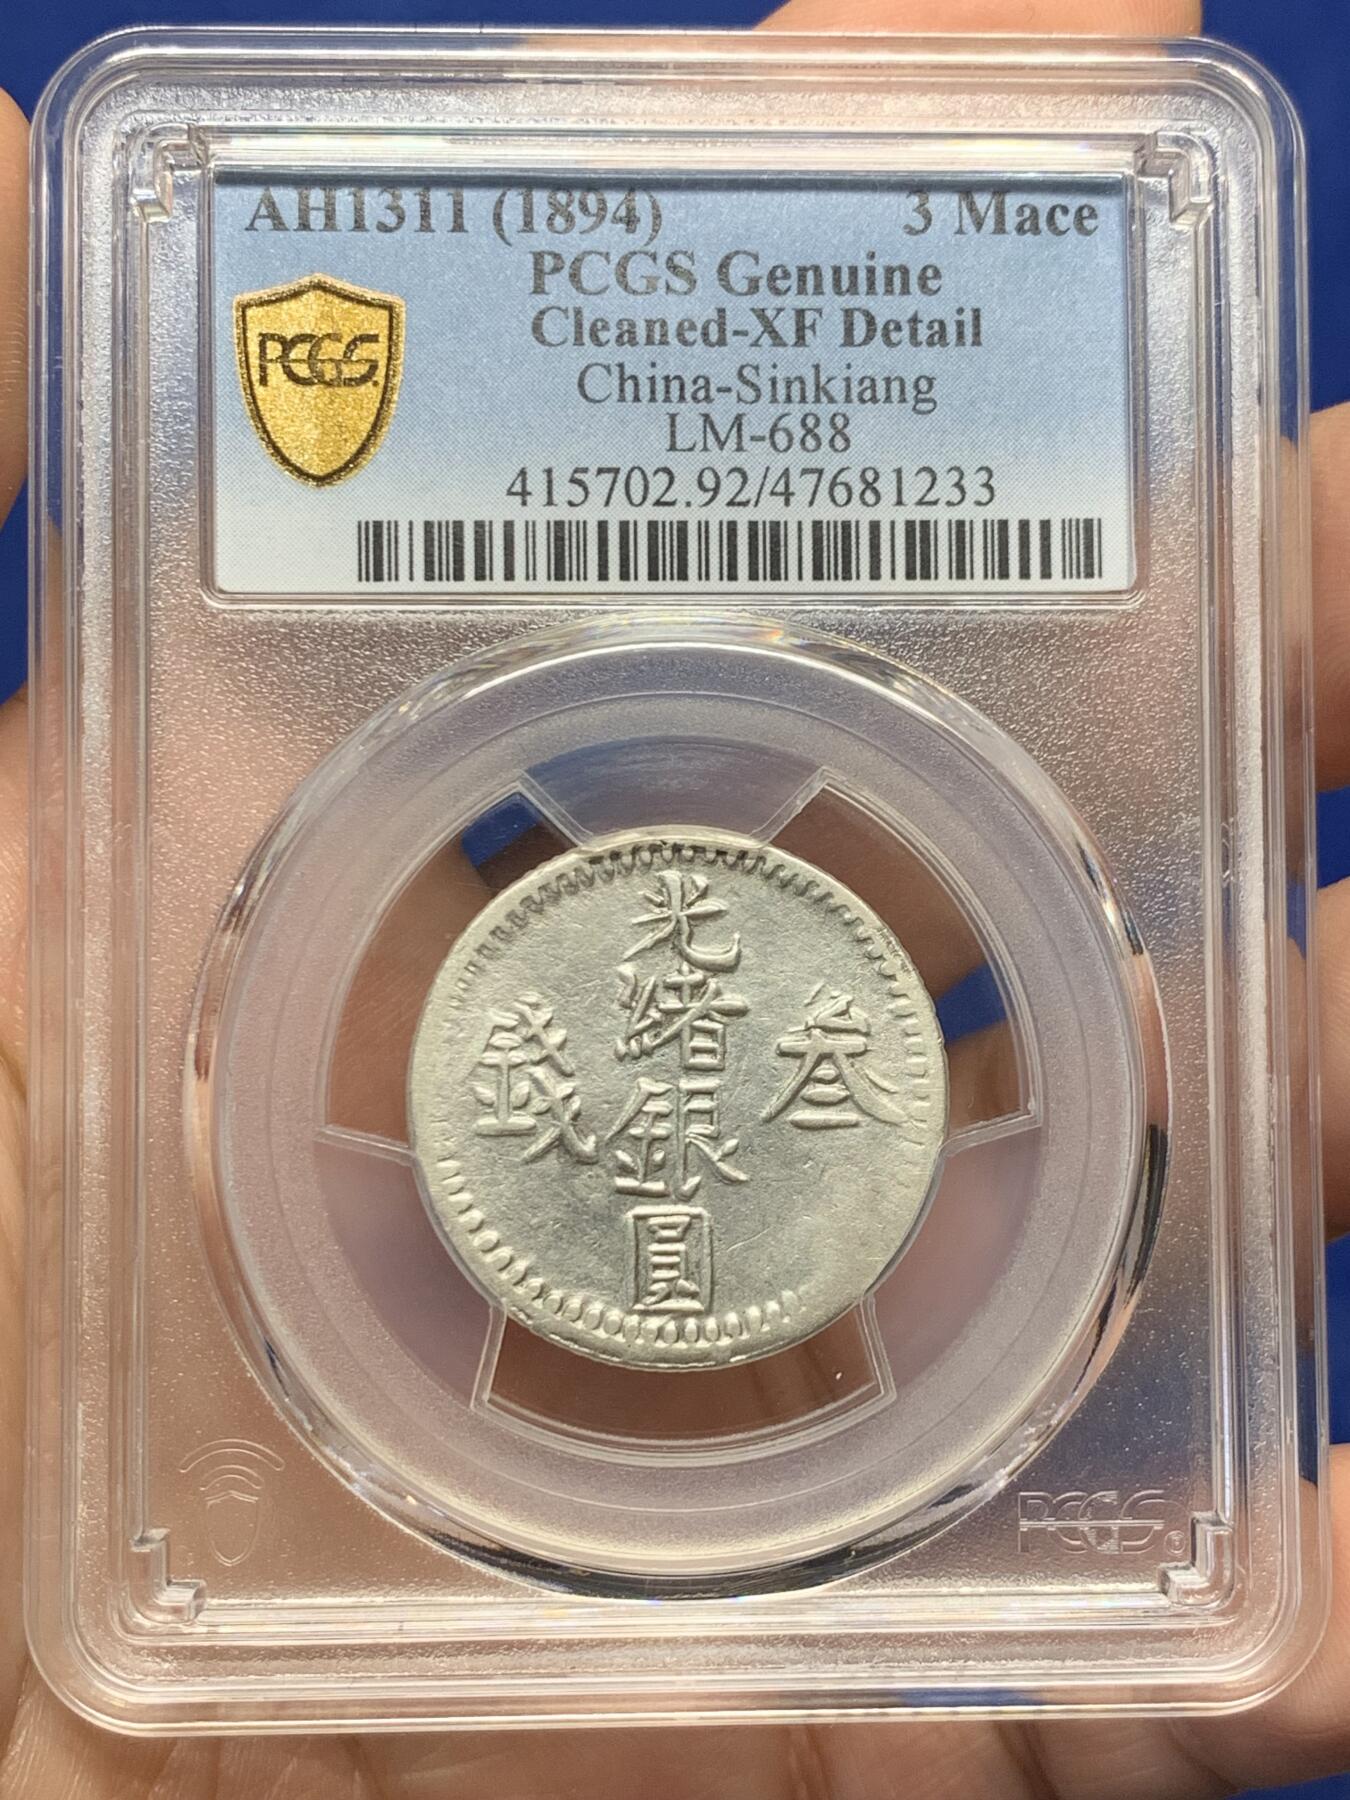 AH1311 (1894) 3 Mace
PCGS Genuine
Cleaned-XF Detail
China-Sinkiang
LM-688
415702.92/47681233
PCGS
光緒銀圓
叁錢
PCGS